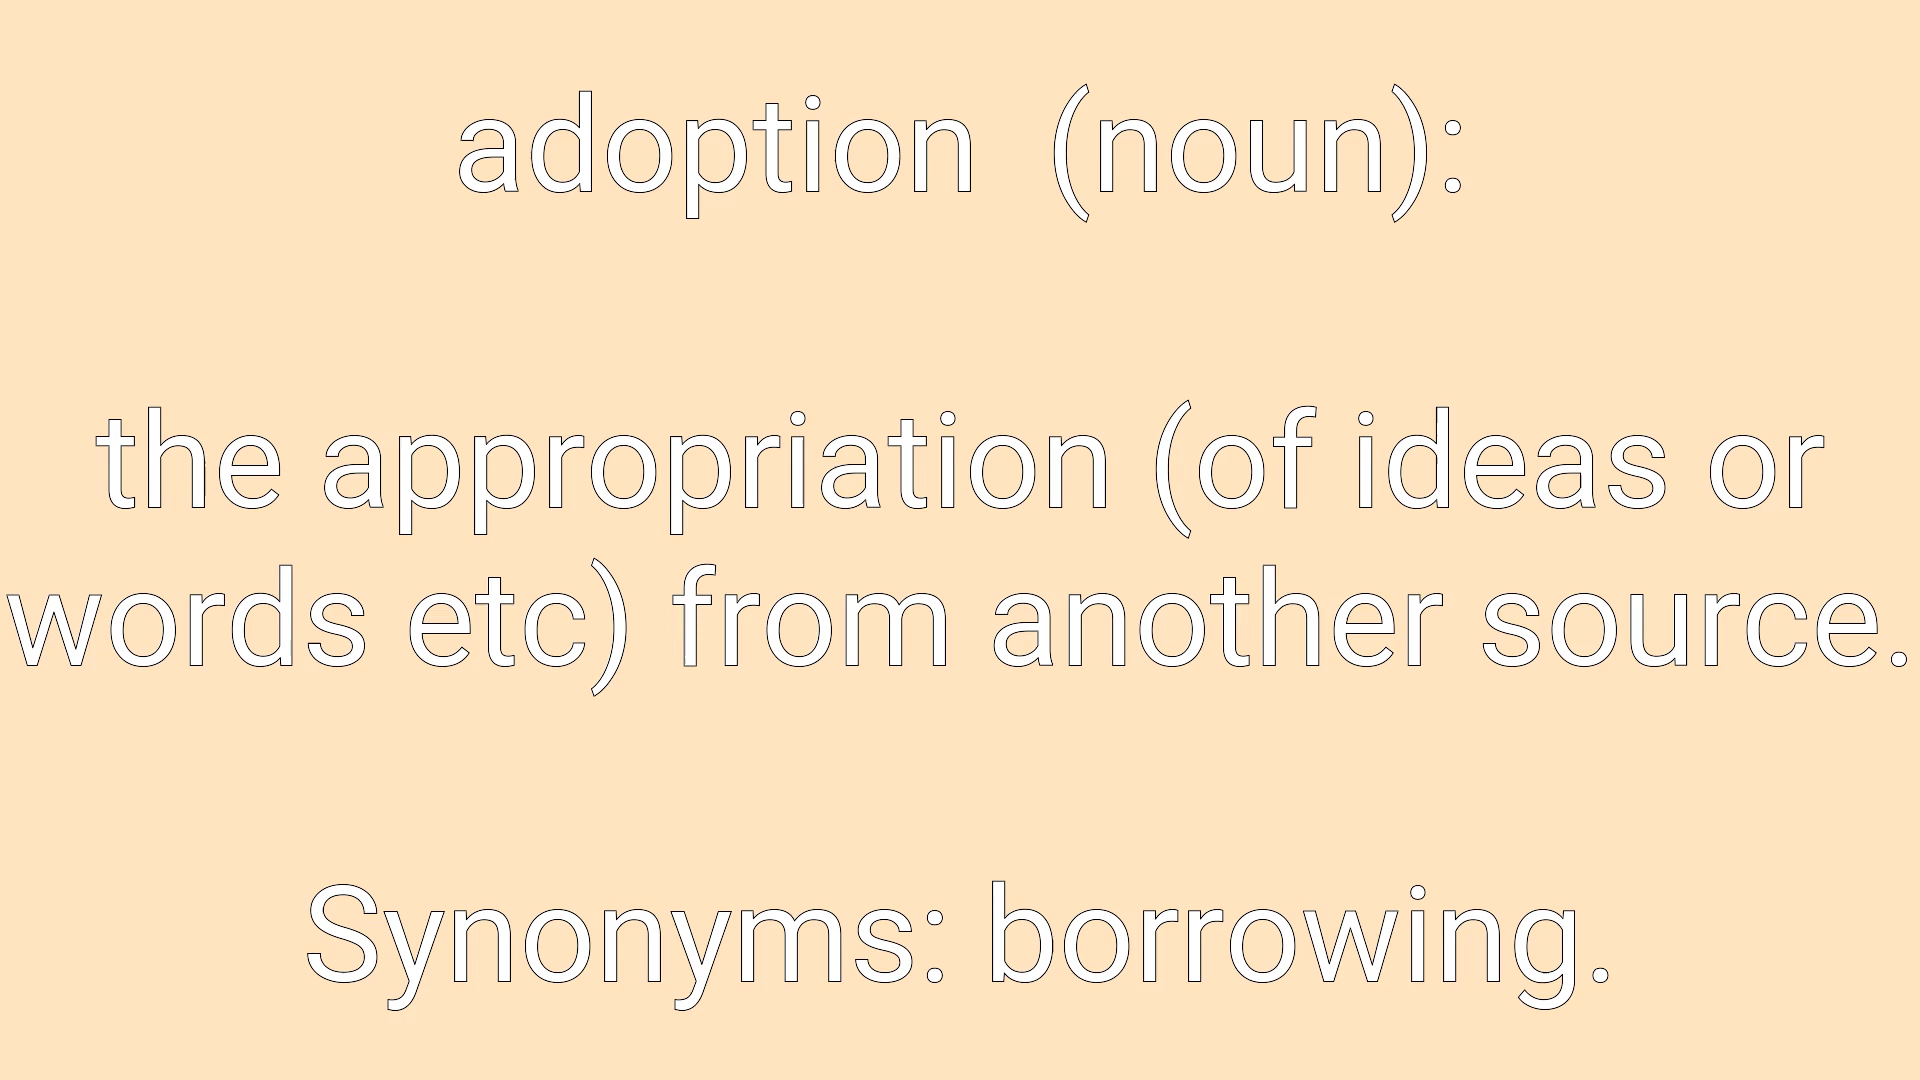 adoption  (noun):
the appropriation (of ideas or
words etc) from another source.
Synonyms: borrowing.